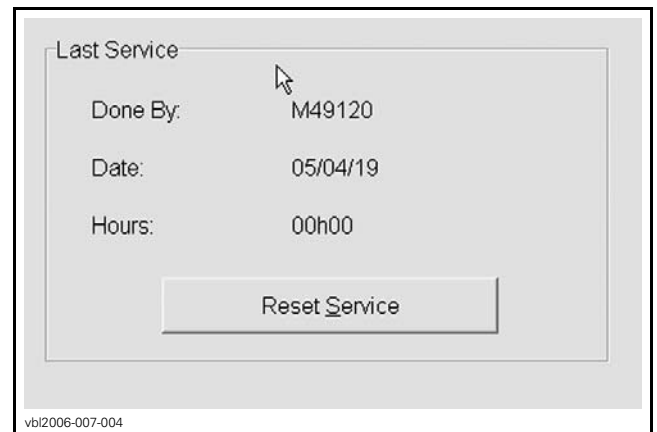 Last Service
Done By: M49120
Date: 05/04/19
Hours: 00h00
Reset Service
vbl2006-007-004